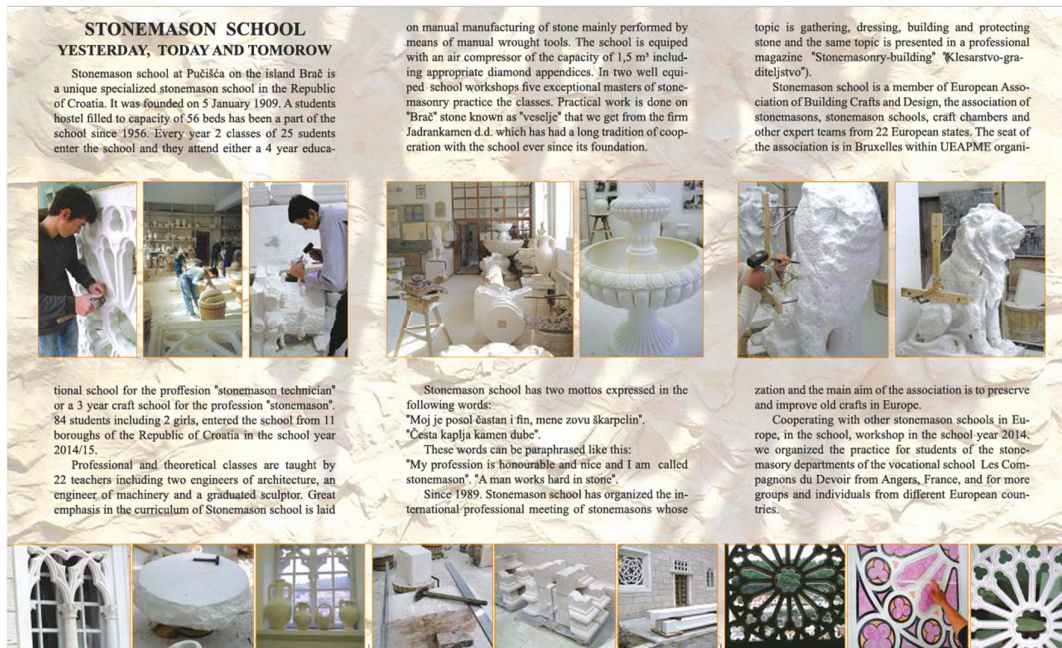 STONEMASON SCHOOL
YESTERDAY, TODAY AND TOMOROW
Stonemason school at Pučišća on the island Brač is
a unique specialized stonemason school in the Republic
of Croatia. It was founded on 5 January 1909. A students
hostel filled to capacity of 56 beds has been a part of the
school since 1956. Every year 2 classes of 25 sudents
enter the school and they attend either a 4 year educa-
tional school for the proffesion "stonemason technician"
or a 3 year craft school for the profession "stonemason".
84 students including 2 girls, entered the school from 11
boroughs of the Republic of Croatia in the school year
2014/15.
Professional and theoretical classes are taught by
22 teachers including two engineers of architecture, an
engineer of machinery and a graduated sculptor. Great
emphasis in the curriculum of Stonemason school is laid
on manual manufacturing of stone mainly performed by
means of manual wrought tools. The school is equiped
with an air compressor of the capacity of 1,5 m³ includ-
ing appropriate diamond appendices. In two well equi-
ped school workshops five exceptional masters of stone-
masonry practice the classes. Practical work is done on
"Brač" stone known as "veselje" that we get from the firm
Jadrankamen d.d. which has had a long tradition of coop-
eration with the school ever since its foundation.
Stonemason school has two mottos expressed in the
following words:
"Moj je posol častan i fin, mene zovu škarpelin".
"Česta kaplja kamen dube".
These words can be paraphrased like this:
"My profession is honourable and nice and I am called
stonemason". "A man works hard in stone".
Since 1989. Stonemason school has organized the in-
ternational professional meeting of stonemasons whose
topic is gathering, dressing, building and protecting
stone and the same topic is presented in a professional
magazine "Stonemasonry-building" "(Klesarstvo-gra-
diteljstvo").
Stonemason school is a member of European Asso-
ciation of Building Crafts and Design, the association of
stonemasons, stonemason schools, craft chambers and
other expert teams from 22 European states. The seat of
the association is in Bruxelles within UEAPME organi-
zation and the main aim of the association is to preserve
and improve old crafts in Europe.
Cooperating with other stonemason schools in Eu-
rope, in the school, workshop in the school year 2014.
we organized the practice for students of the stone-
masory departments of the vocational school Les Com-
pagnons du Devoir from Angers, France, and for more
groups and individuals from different European coun-
tries.